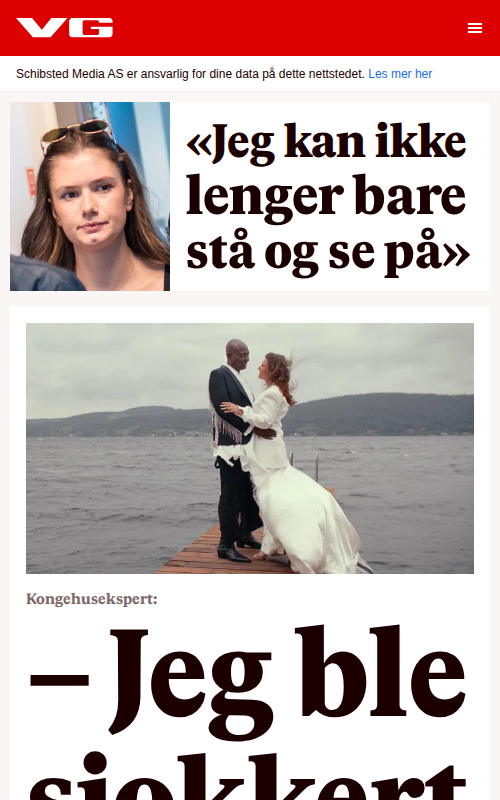 VG
Schibsted Media AS er ansvarlig for dine data på dette nettstedet. Les mer her
«Jeg kan ikke
lenger bare
stå og se på»
Kongehusekspert:
– Jeg ble
sjokkert